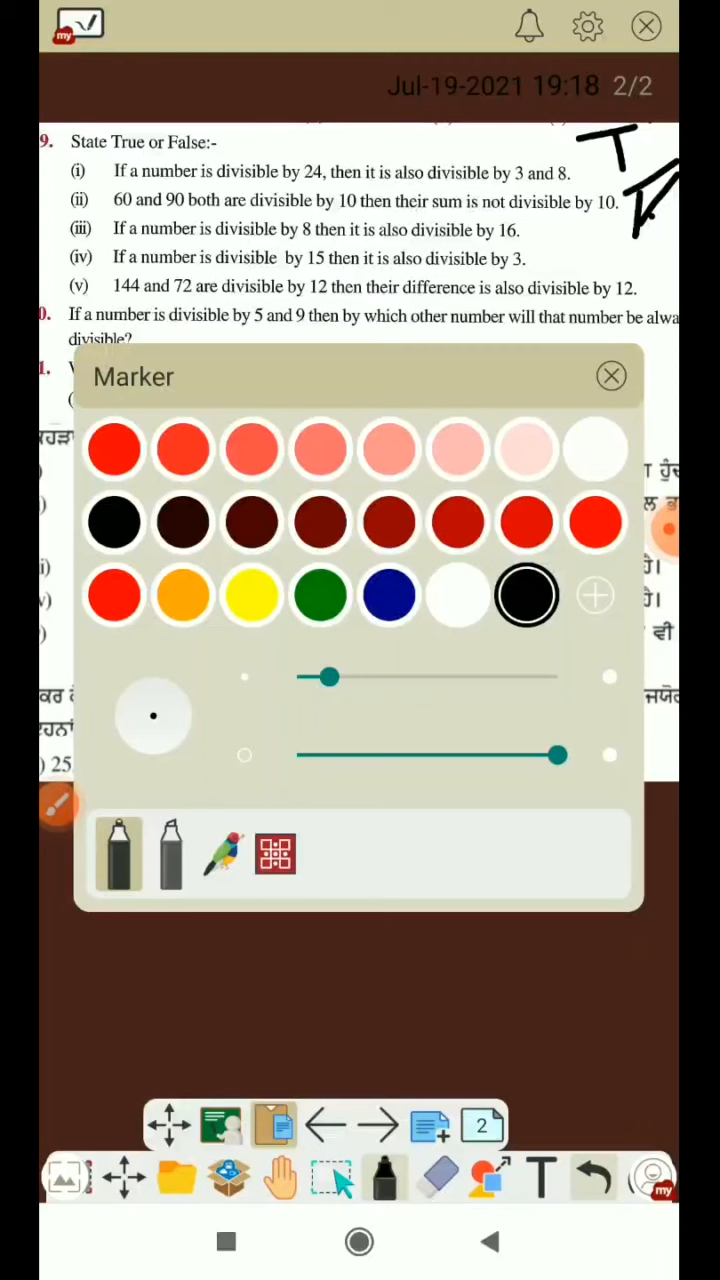 my
Jul-19-2021 19:18 2/2
9. State True or False:-
T
(i) If a number is divisible by 24, then it is also divisible by 3 and 8.
(ii) 60 and 90 both are divisible by 10 then their sum is not divisible by 10.
(iii) If a number is divisible by 8 then it is also divisible by 16.
(iv) If a number is divisible by 15 then it is also divisible by 3.
(v) 144 and 72 are divisible by 12 then their difference is also divisible by 12.
0. If a number is divisible by 5 and 9 then by which other number will that number be alwa
divisible?
1.
Marker
i)
v)
ਵੀ
ਕਰ
) 25
2
T
my